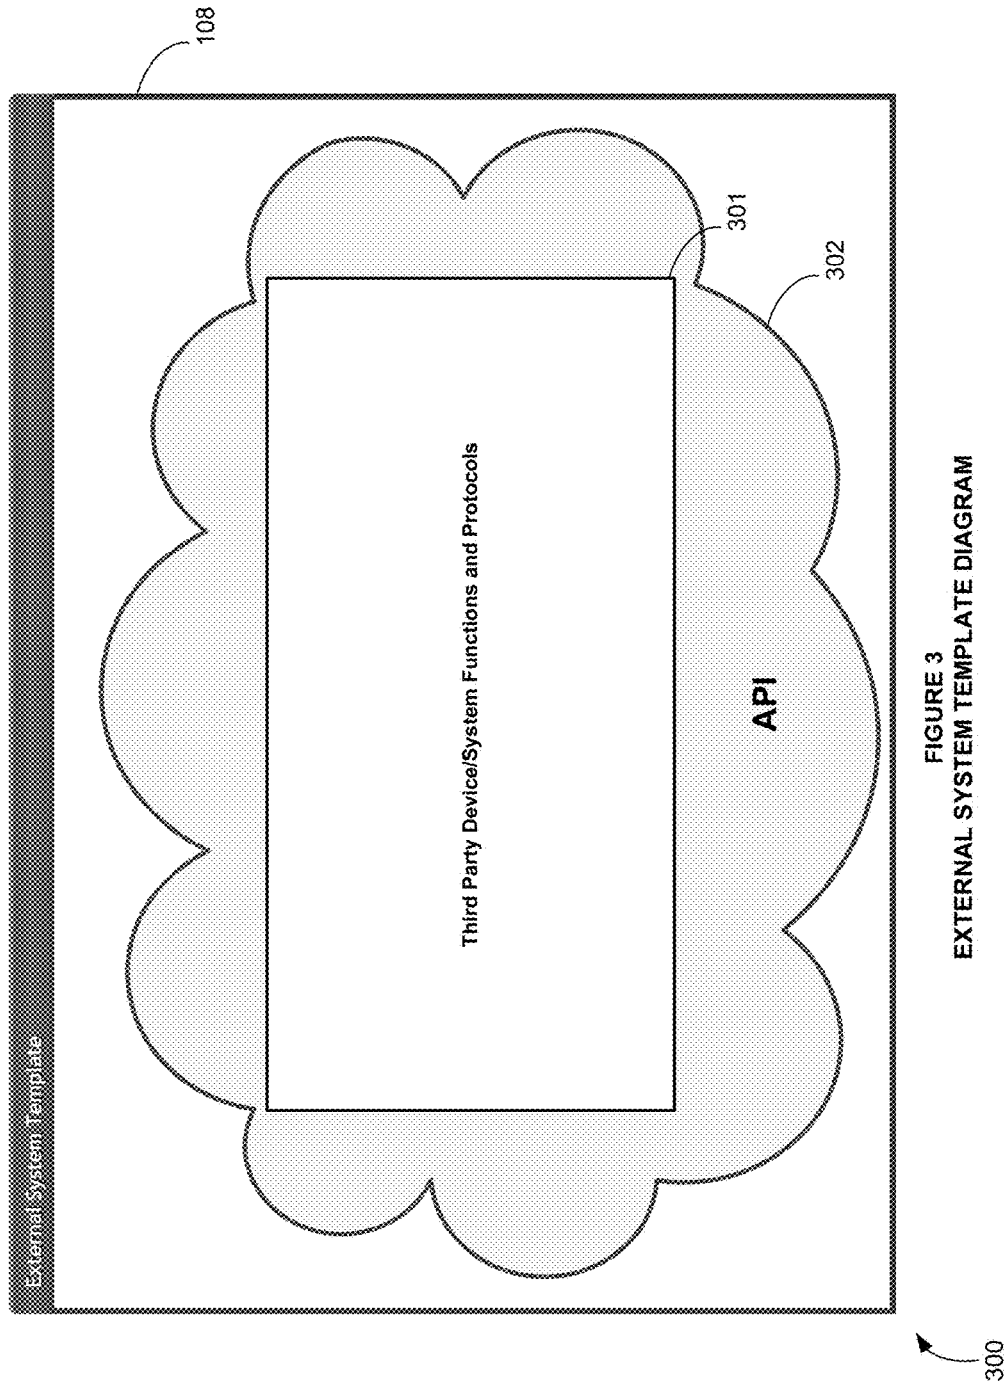 108
External System Template
301
302
Third Party Device/System Functions and Protocols
API
300
FIGURE 3
EXTERNAL SYSTEM TEMPLATE DIAGRAM